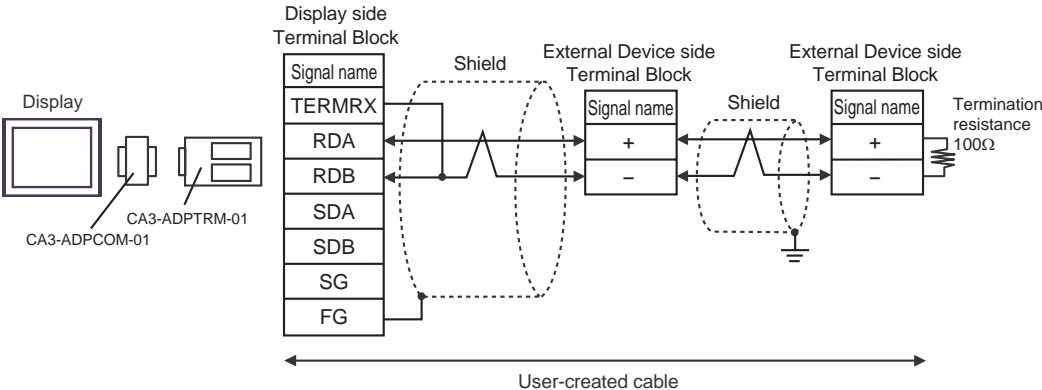 Display side
Terminal Block
Signal name
TERMRX
RDA
RDB
SDA
SDB
SG
FG
Shield
External Device side
Terminal Block
Signal name
+
−
Shield
External Device side
Terminal Block
Signal name
+
−
Termination
resistance
100Ω
Display
CA3-ADPTRM-01
CA3-ADPCOM-01
User-created cable